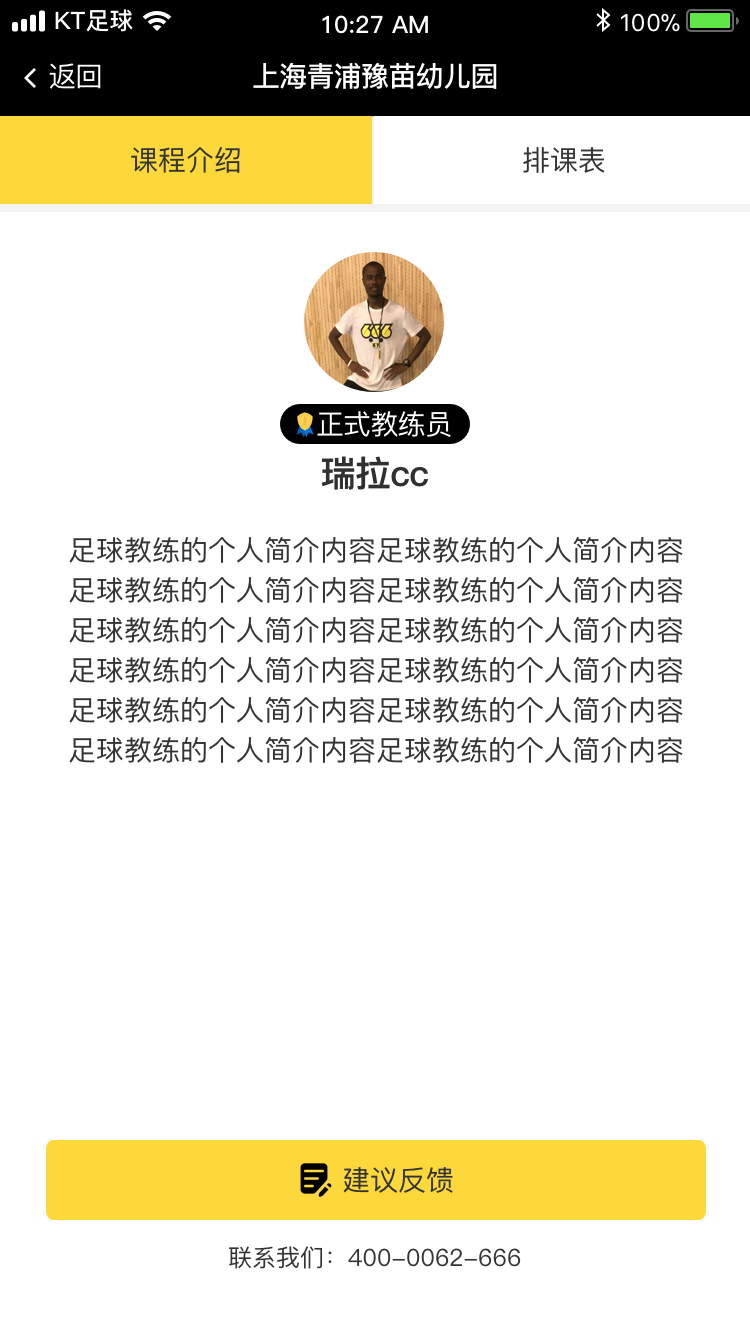 KT足球
10:27 AM
100%
返回
上海青浦豫苗幼儿园
课程介绍
排课表
666
正式教练员
瑞拉cc
足球教练的个人简介内容足球教练的个人简介内容
足球教练的个人简介内容足球教练的个人简介内容
足球教练的个人简介内容足球教练的个人简介内容
足球教练的个人简介内容足球教练的个人简介内容
足球教练的个人简介内容足球教练的个人简介内容
足球教练的个人简介内容足球教练的个人简介内容
建议反馈
联系我们：400-0062-666